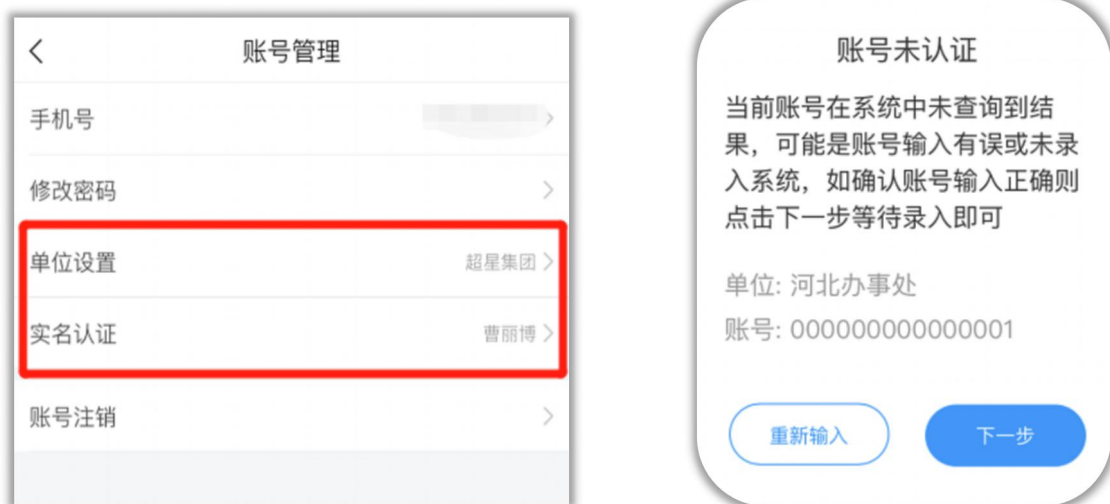 账号管理
手机号
修改密码
单位设置 超星集团
实名认证 曹丽博
账号注销
账号未认证
当前账号在系统中未查询到结
果，可能是账号输入有误或未录
入系统，如确认账号输入正确则
点击下一步等待录入即可
单位: 河北办事处
账号: 000000000000001
重新输入 下一步